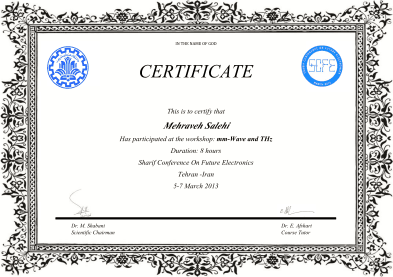 IN THE NAME OF GOD
SCFE
CERTIFICATE
This is to certify that
Mehraveh Salehi
Has participated at the workshop: mm-Wave and THz
Duration: 8 hours
Sharif Conference On Future Electronics
Tehran -Iran
5-7 March 2013
Dr. M. Shabani
Scientific Chairman
Dr. E. Afshari
Course Tutor